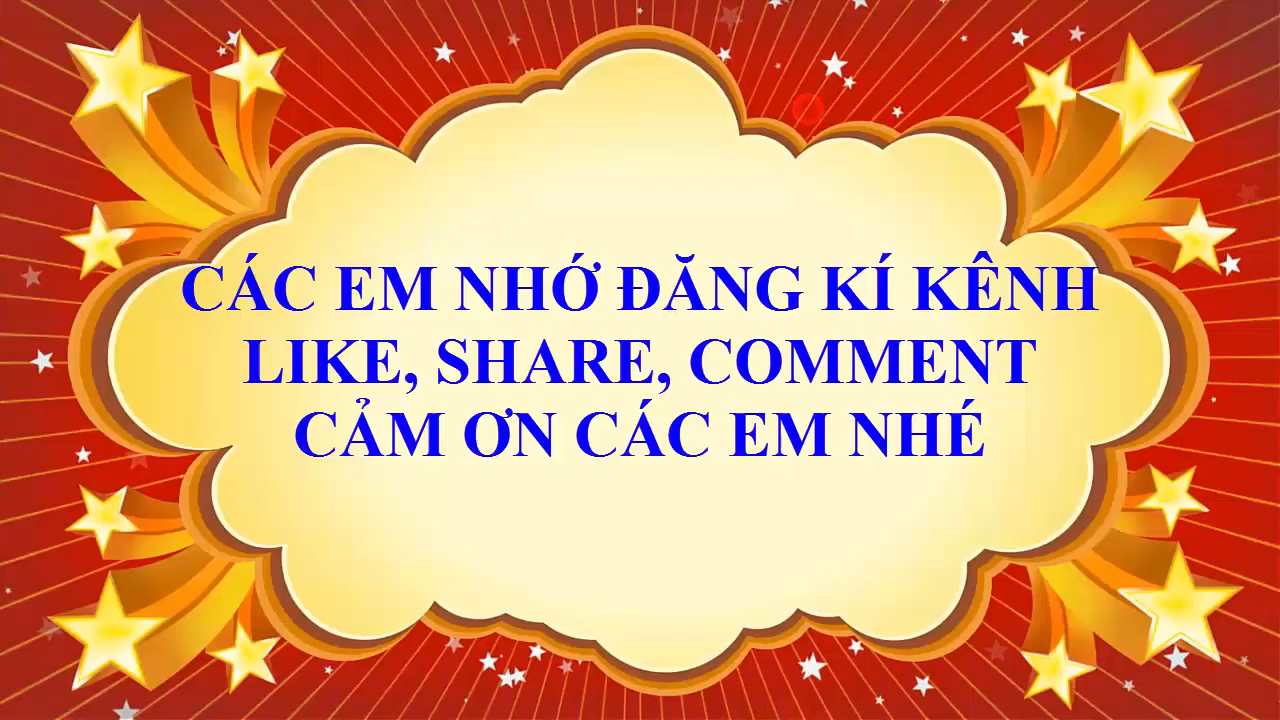 CÁC EM NHỚ ĐĂNG KÍ KÊNH
LIKE, SHARE, COMMENT
CẢM ƠN CÁC EM NHÉ